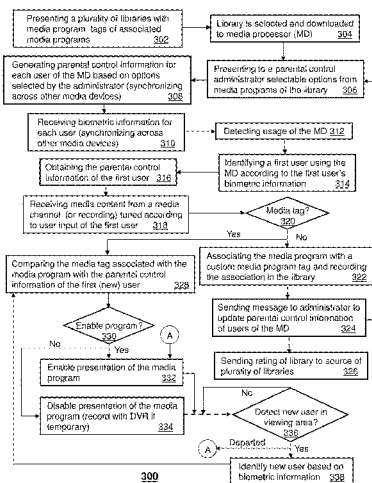 Presenting a plurality of libraries with
media program tags of associated
media programs
302
Library is selected and downloaded
to media processor (MD) 304
Generating parental control information
for each user of the MD based on options
selected by the administrator (synchronizing
across other media devices) 308
Presenting to a parental control
administrator selectable options from
media programs of the library
306
Receiving biometric information for
each user (synchronizing across
other media devices) 310
Detecting usage of the MD 312
Obtaining the parental control
information of the first user 316
Identifying a first user using the
MD according to the first user's
biometric information 314
Receiving media content from a media
channel (or recording) tuned according
to user input of the first user
318
Media tag?
320
Yes
No
Comparing the media tag associated with the
media program with the parental control
information of the first (new) user
328
Associating the media program with a
custom media program tag and recording
the association in the library 322
Enable program?
330
A
Sending message to administrator to
update parental control information
of users of the MD 324
No
Yes
Enable presentation of the media
program 332
Sending rating of library to source of
plurality of libraries 326
No
Disable presentation of the media
program (record with DVR if
temporary) 334
Detect new user in
viewing area?
336
Departed
A
Yes
300
Identify new user based on
biometric information 338